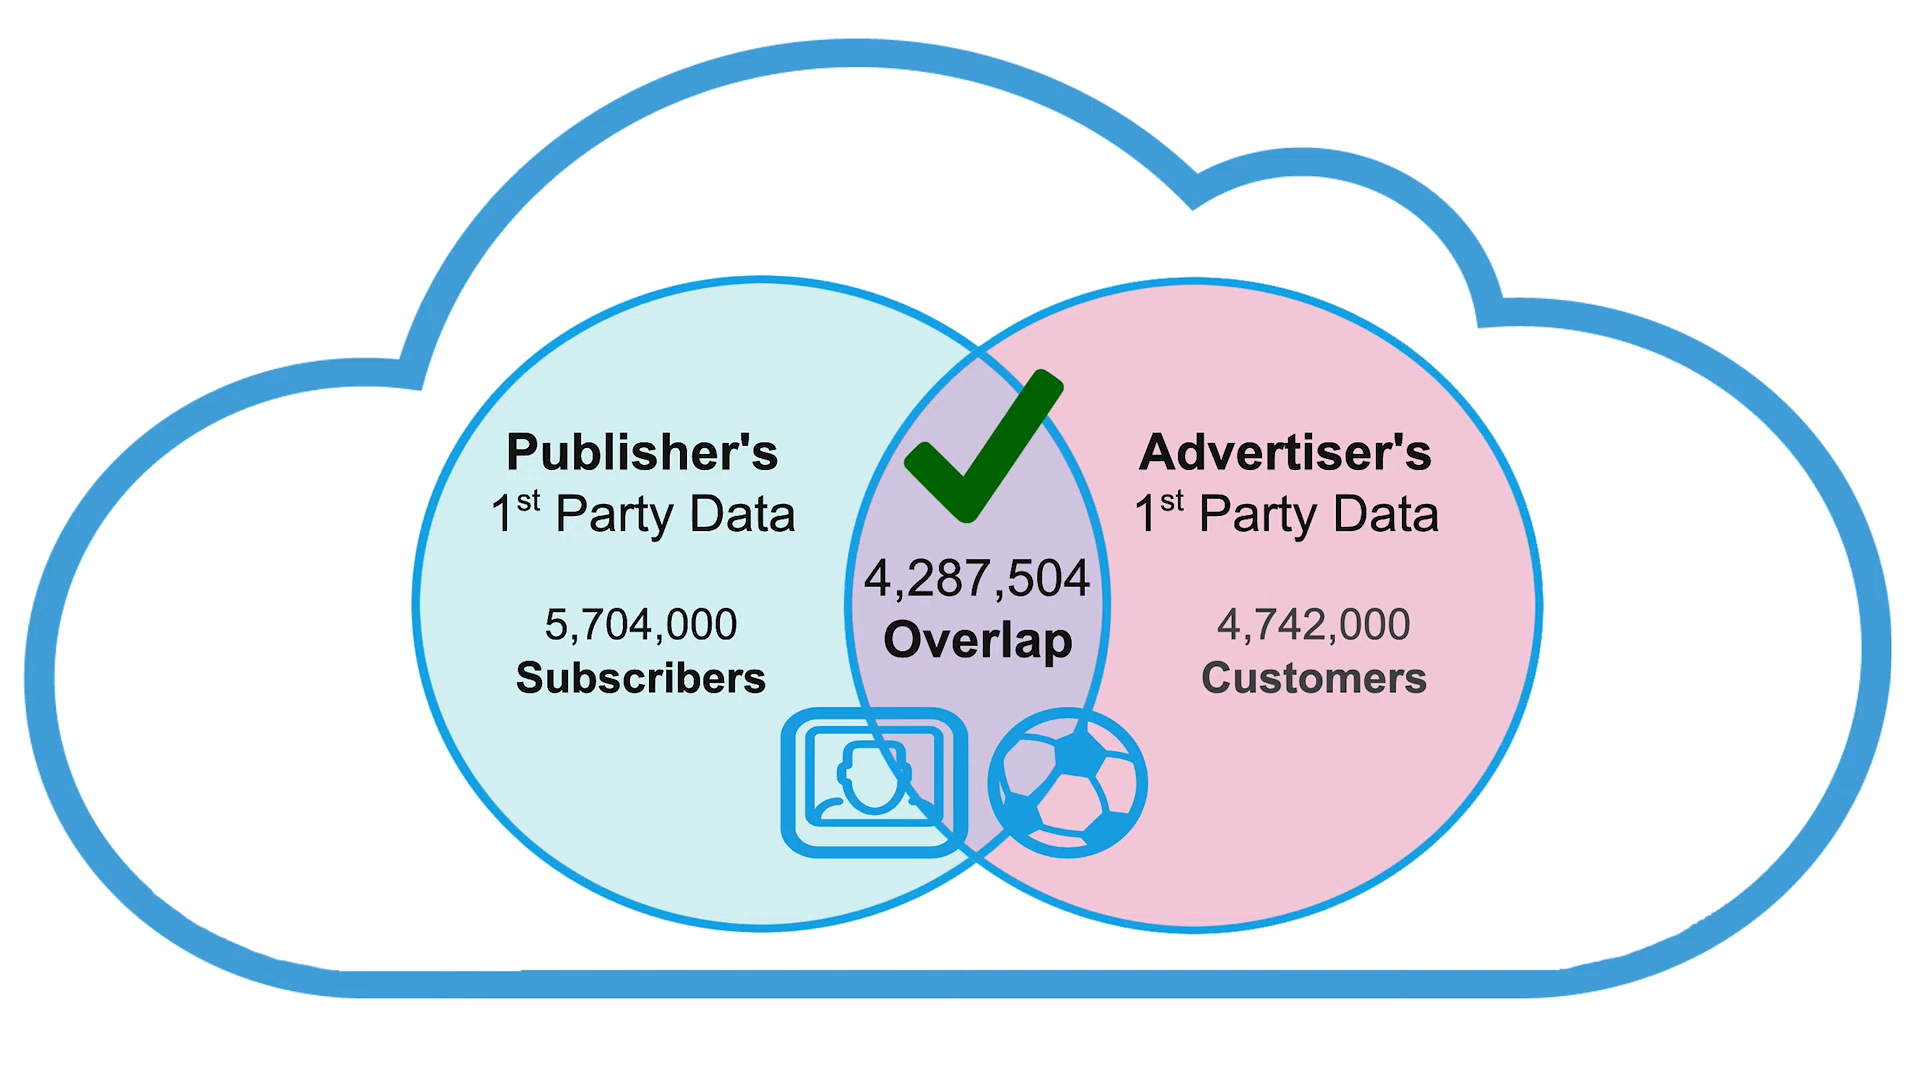 Publisher's
1st Party Data
5,704,000
Subscribers
4,287,504
Overlap
Advertiser's
1st Party Data
4,742,000
Customers